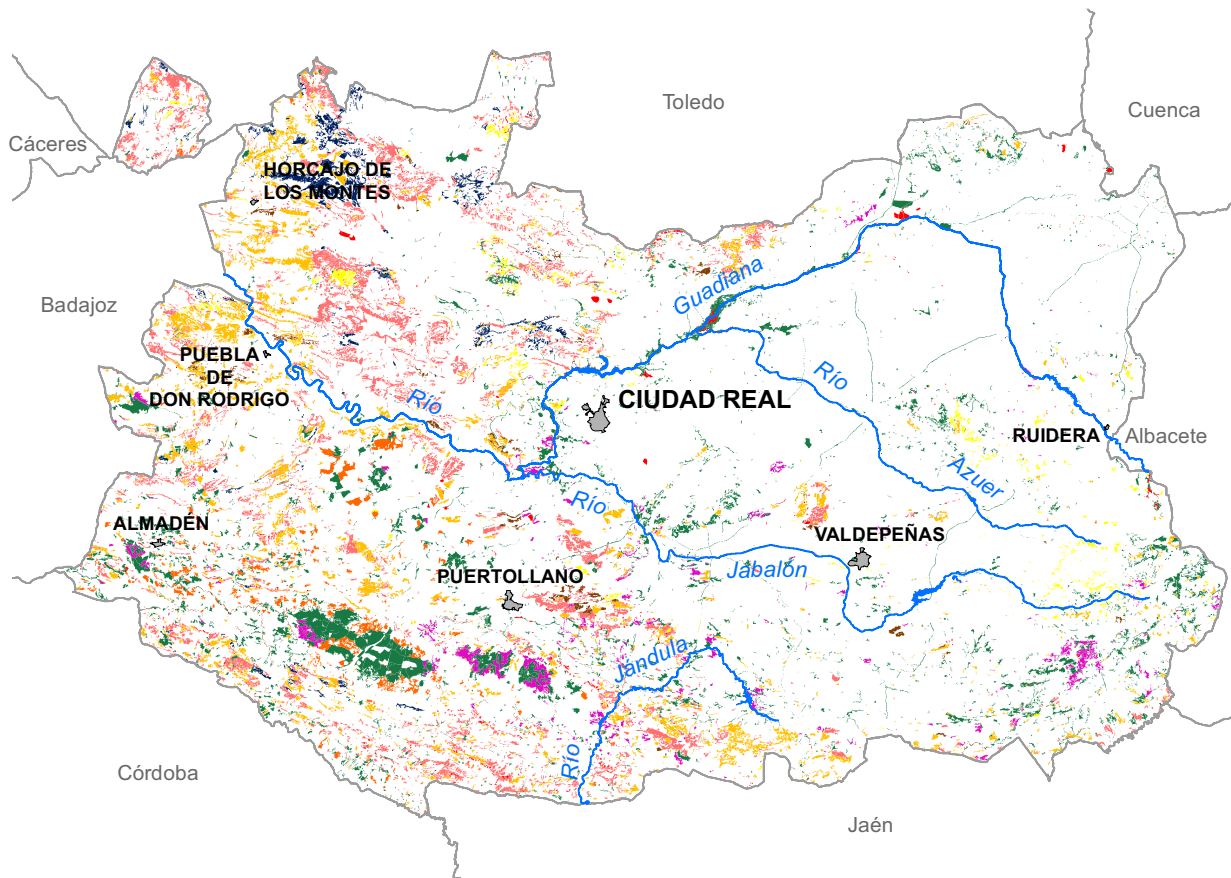 Toledo
Cuenca
Cáceres
HORCAJO DE
LOS MONTES
Guadiana
Badajoz
PUEBLA
DE
DON RODRIGO
Río
CIUDAD REAL
Río
RUIDERA
Albacete
Azuer
Río
ALMADÉN
VALDEPEÑAS
Jabalón
PUERTOLLANO
Jándula
Río
Córdoba
Jaén